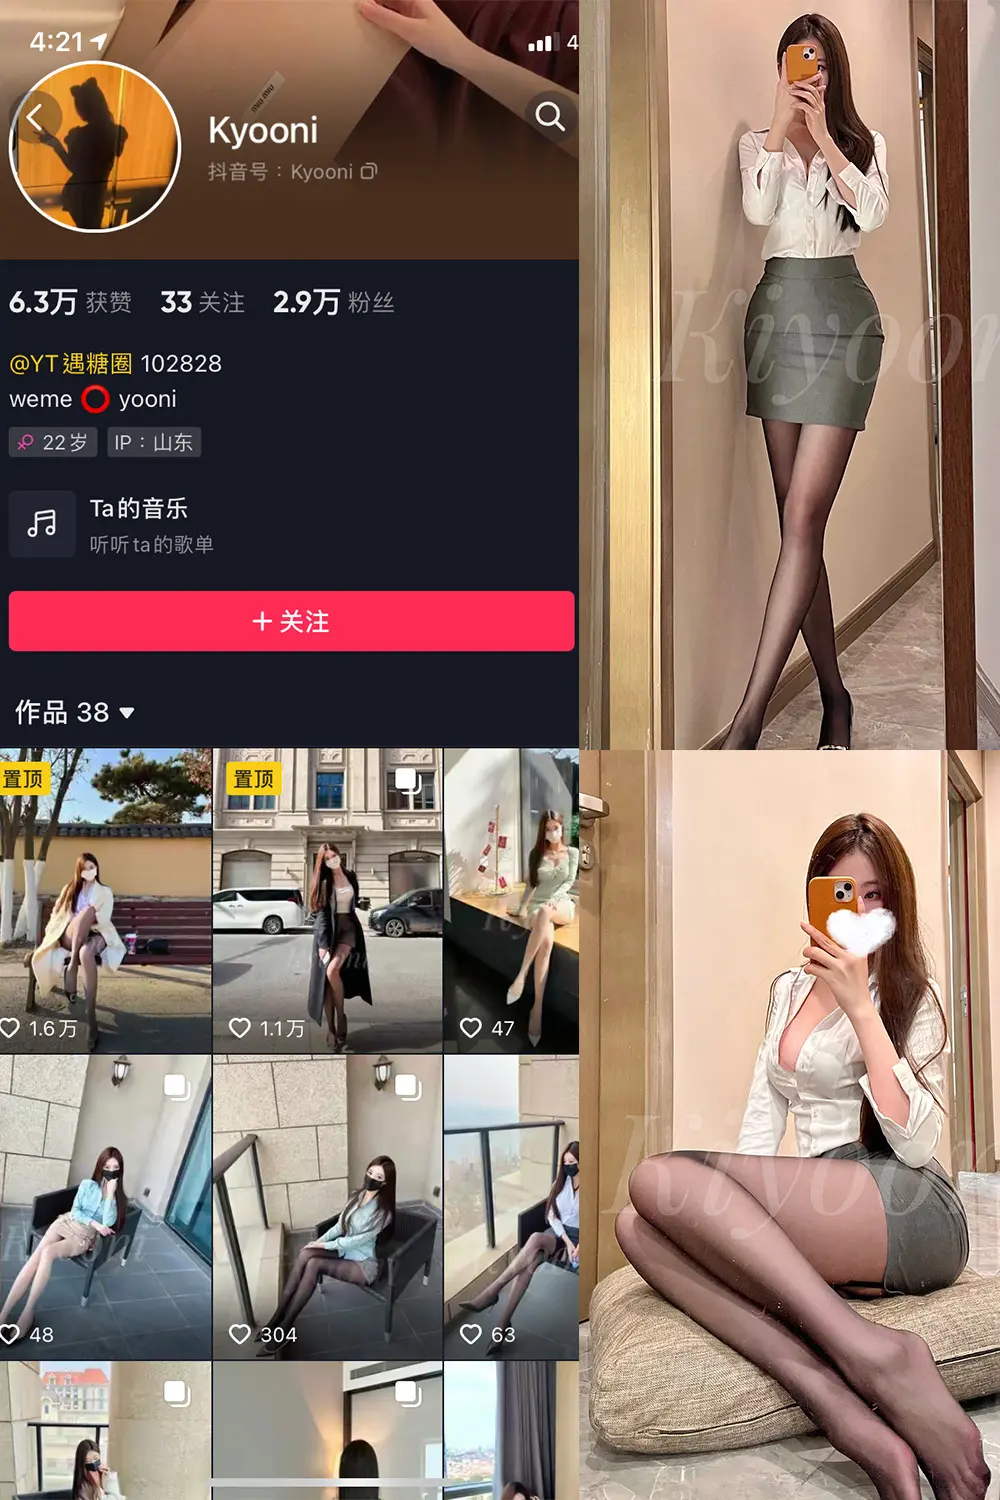 4:21
4
miu miu
Kyooni
抖音号：Kyooni
6.3万 获赞 33 关注 2.9万 粉丝
@YT遇糖圈 102828
weme ⭕ yooni
22岁 IP：山东
Ta的音乐
听听ta的歌单
+ 关注
作品 38
置顶
置顶
1.6万
1.1万
47
48
304
63
Kiyoon
Kiyoon